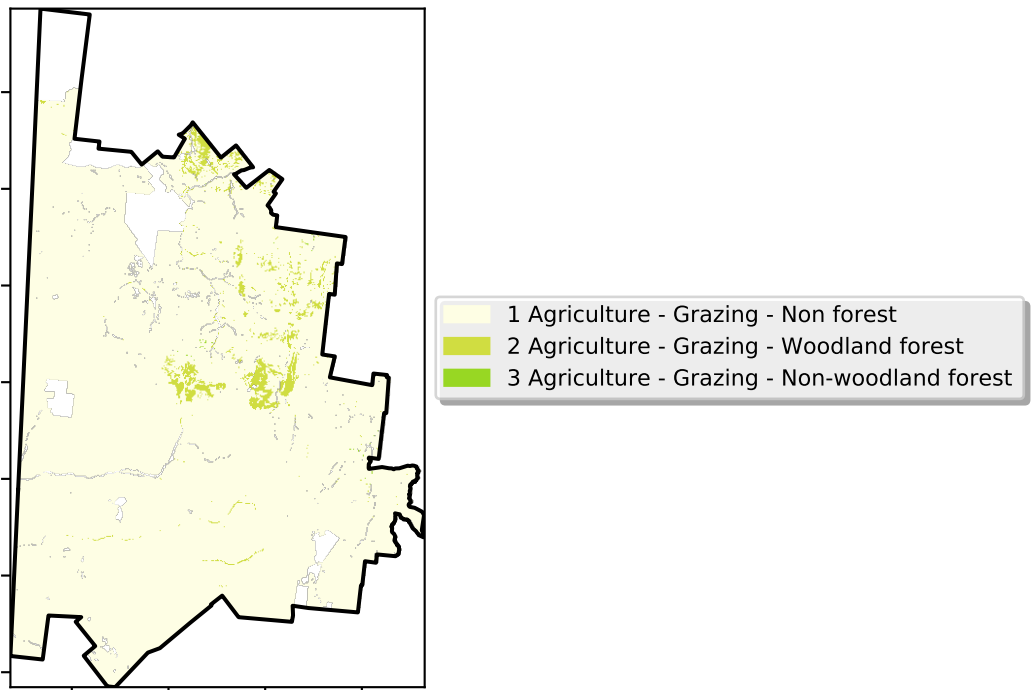 1 Agriculture - Grazing - Non forest
2 Agriculture - Grazing - Woodland forest
3 Agriculture - Grazing - Non-woodland forest